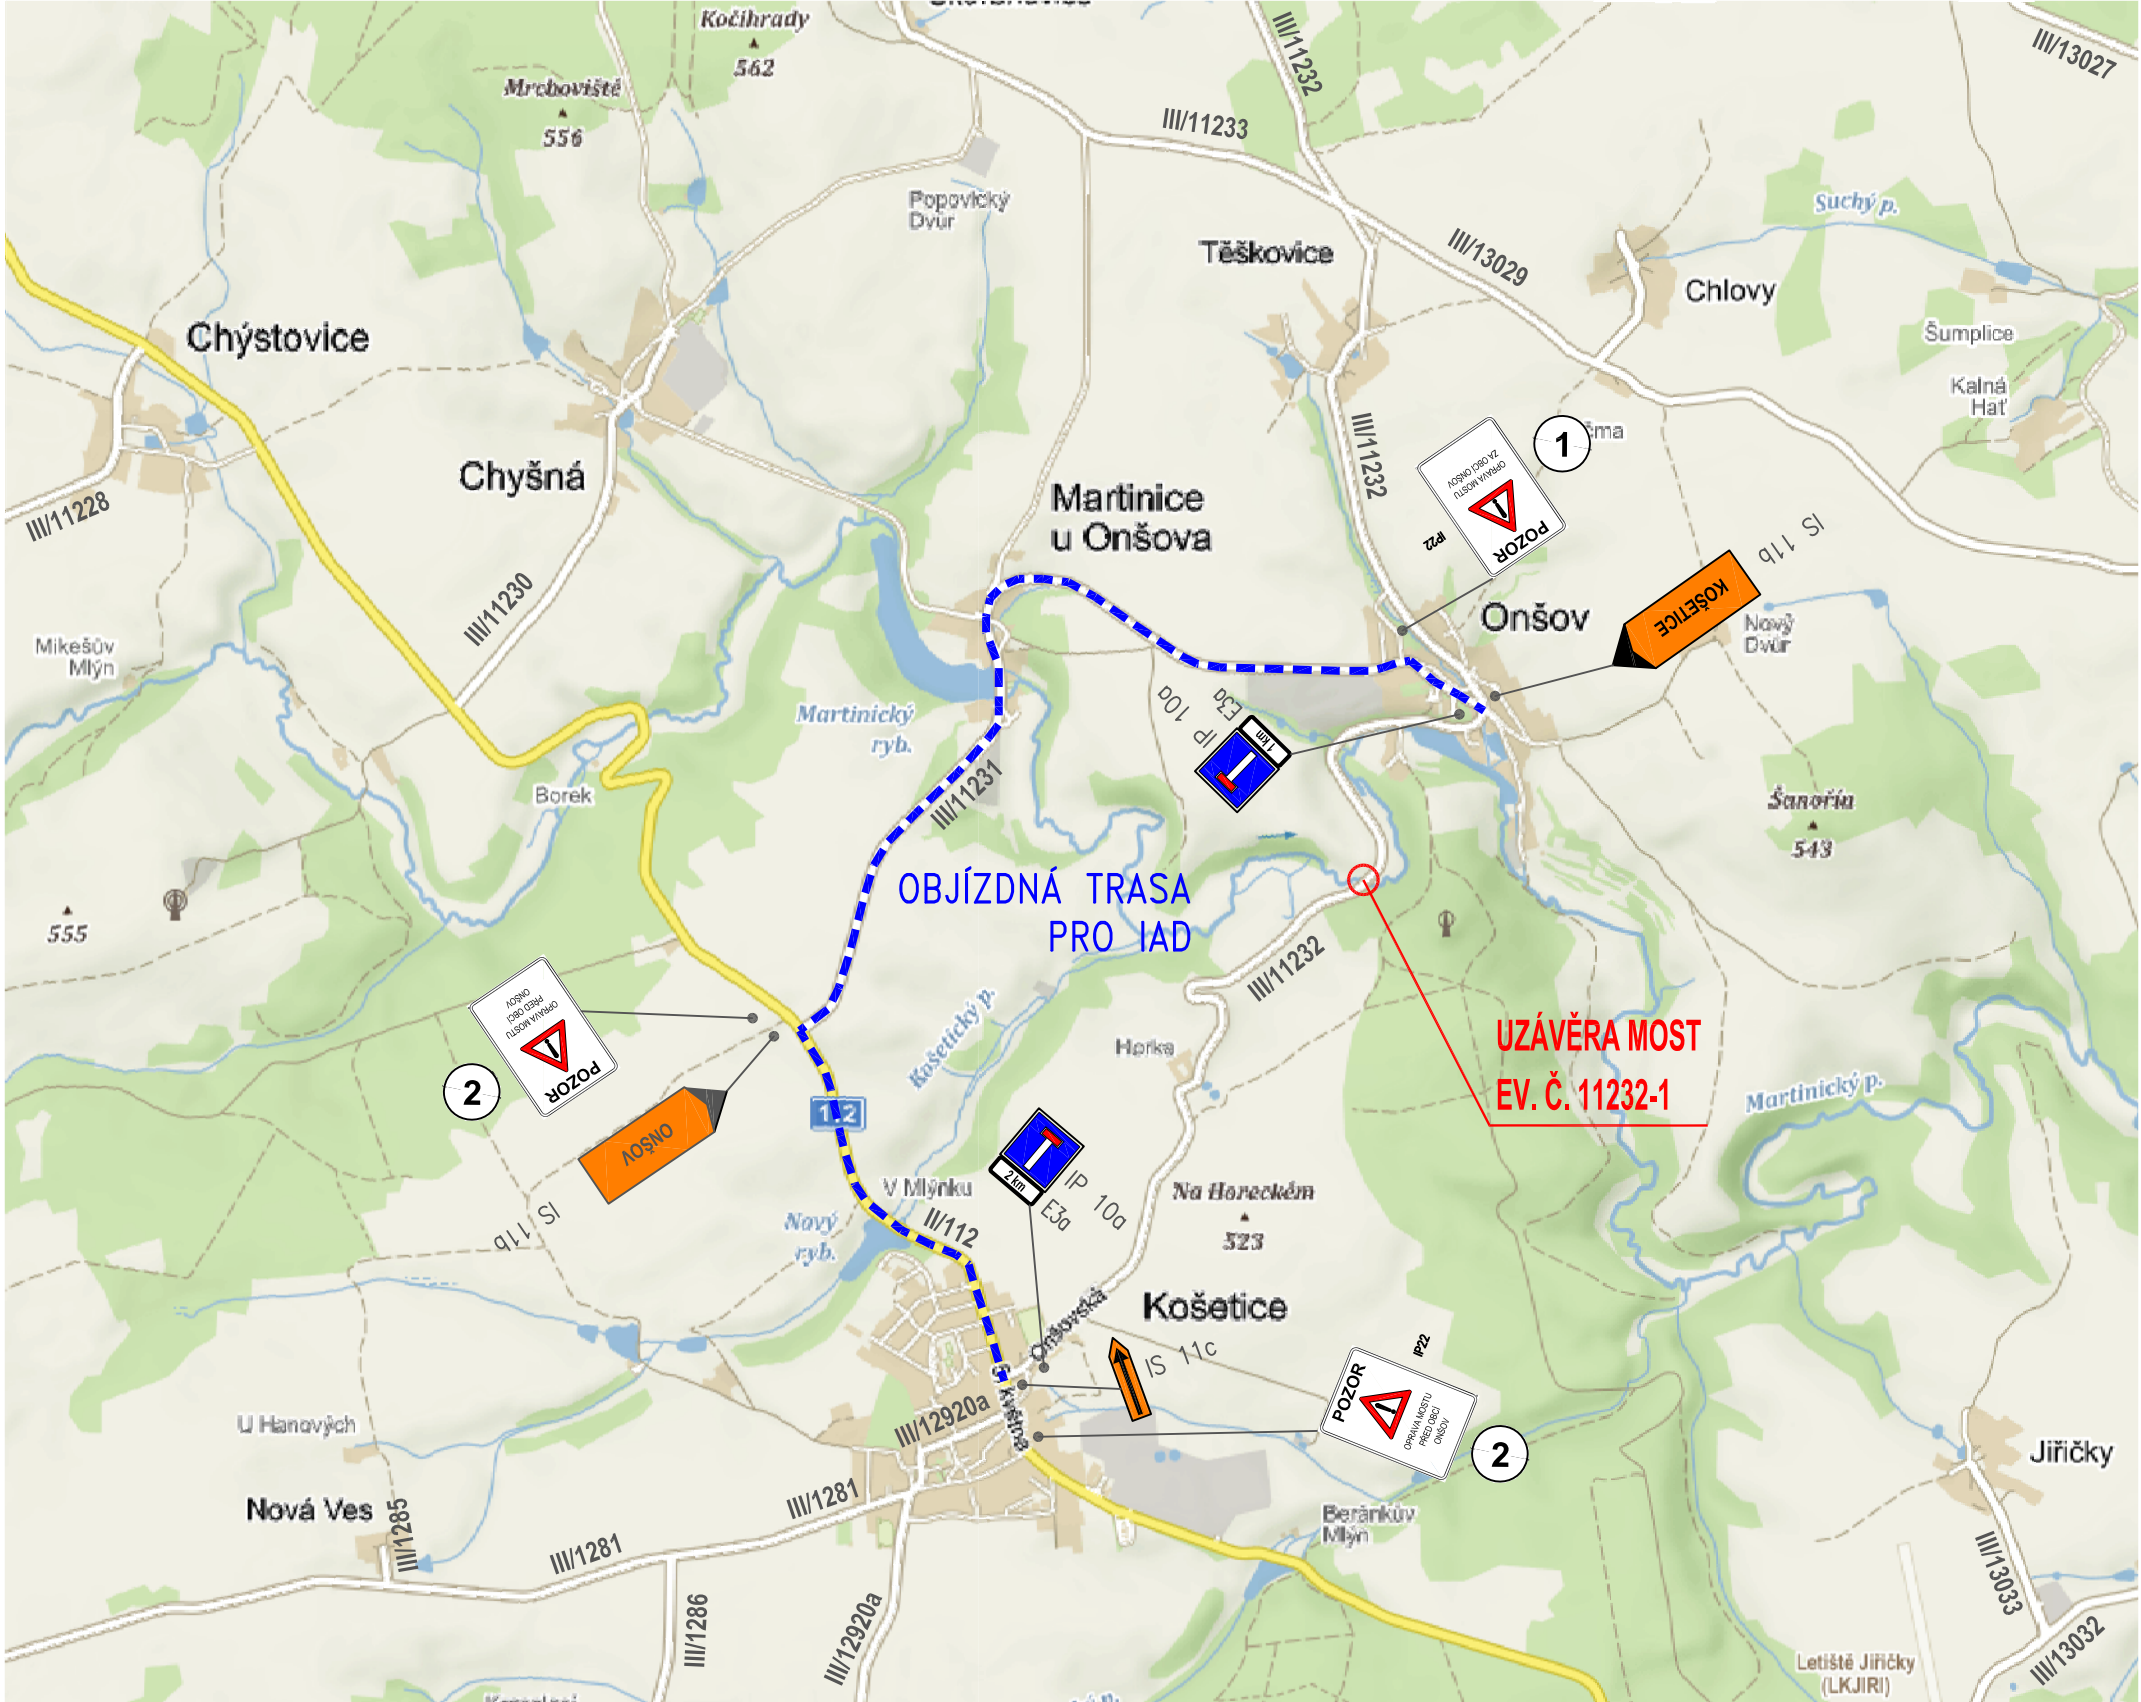 Kočihrady
562
Mrchoviště
556
III/11232
III/13027
III/11233
Popovický
Dvůr
Suchý p.
Těškovice
III/13029
Chlovy
Chýstovice
Šumplice
Kalná
Hať
III/11228
Chyšná
Martinice
u Onšova
III/11232
POZOR
OPRAVA MOSTU
ZA OBCÍ ONŠOV
IP22
1
IS 11b
KOŠETICE
III/11230
Onšov
Nový
Dvůr
Mikešův
Mlýn
Martinický
ryb.
IP 10a
E3a
1 km
III/11231
Borek
Šanořín
543
555
OBJÍZDNÁ TRASA
PRO IAD
III/11232
POZOR
OPRAVA MOSTU
PŘED OBCÍ
ONŠOV
2
Košetický p.
Horka
UZÁVĚRA MOST
EV. Č. 11232-1
Martinický p.
112
ONŠOV
IS 11b
2 km
IP 10a
E3a
V Mlýnku
Na Horeckém
523
Nový
ryb.
II/112
Onšovská
Košetice
IS 11c
IP22
POZOR
OPRAVA MOSTU
PŘED OBCÍ
ONŠOV
2
května
III/12920a
U Hanových
Nová Ves
III/1285
III/1281
III/1281
Beránkův
Mlýn
Jiřičky
III/1286
III/12920a
III/13033
III/13032
Letiště Jiřičky
(LKJIRI)